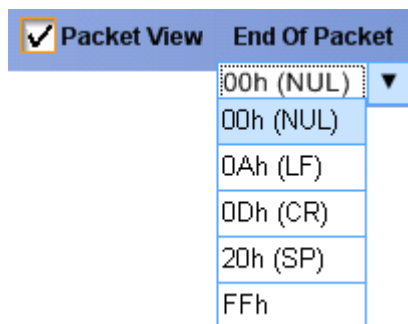 Packet View End Of Packet
00h (NUL)
00h (NUL)
0Ah (LF)
0Dh (CR)
20h (SP)
FFh